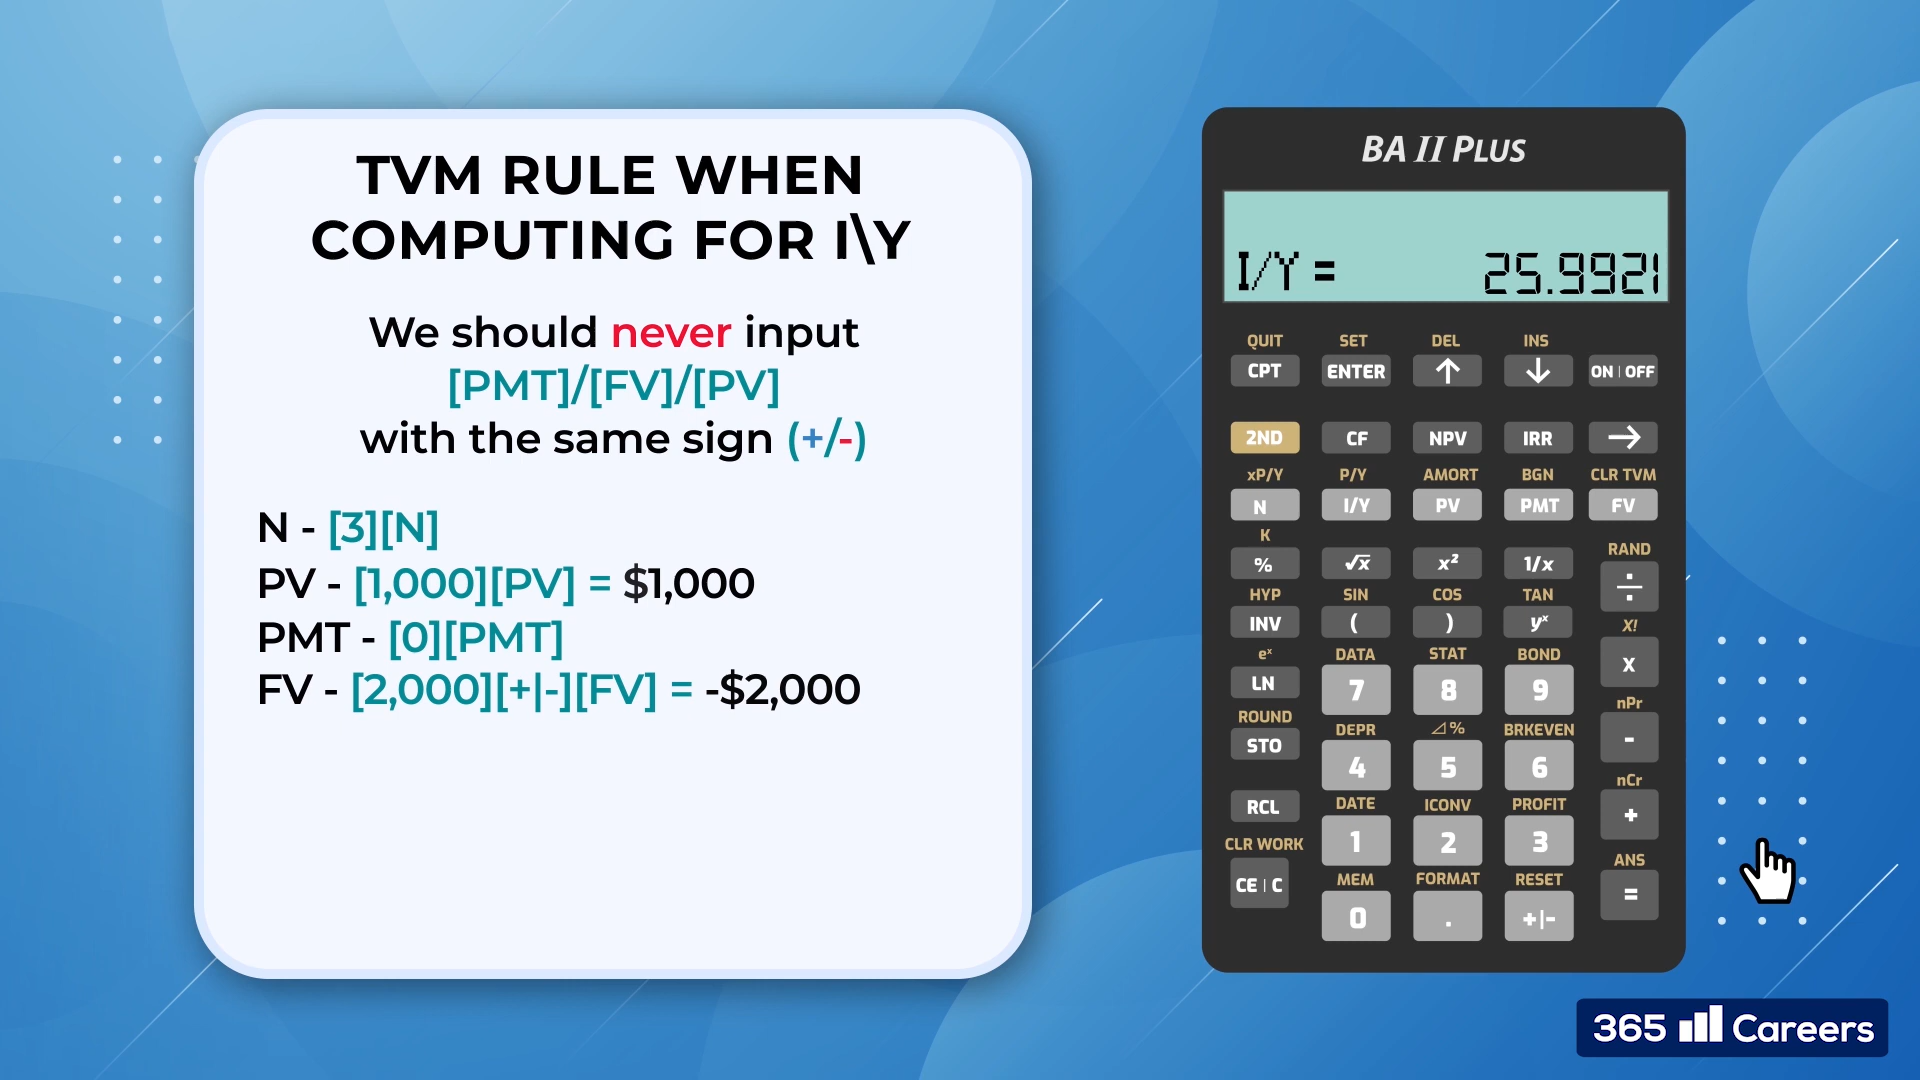 TVM RULE WHEN
COMPUTING FOR I\Y
We should never input
[PMT]/[FV]/[PV]
with the same sign (+/-)
N - [3][N]
PV - [1,000][PV] = $1,000
PMT - [0][PMT]
FV - [2,000][+|-][FV] = -$2,000
BA II PLUS
I/Y = 25.9921
QUIT SET DEL INS
CPT ENTER ↑ ↓ ON | OFF
2ND CF NPV IRR →
xP/Y P/Y AMORT BGN CLR TVM
N I/Y PV PMT FV
K RAND
% √x x² 1/x ÷
HYP SIN COS TAN X!
INV ( ) yˣ x
eˣ DATA STAT BOND
LN 7 8 9
ROUND DEPR ⊿% BRKEVEN nPr
STO 4 5 6 -
RCL DATE ICONV PROFIT nCr
1 2 3 +
CLR WORK MEM FORMAT RESET ANS
CE | C 0 . +|- =
365 Careers